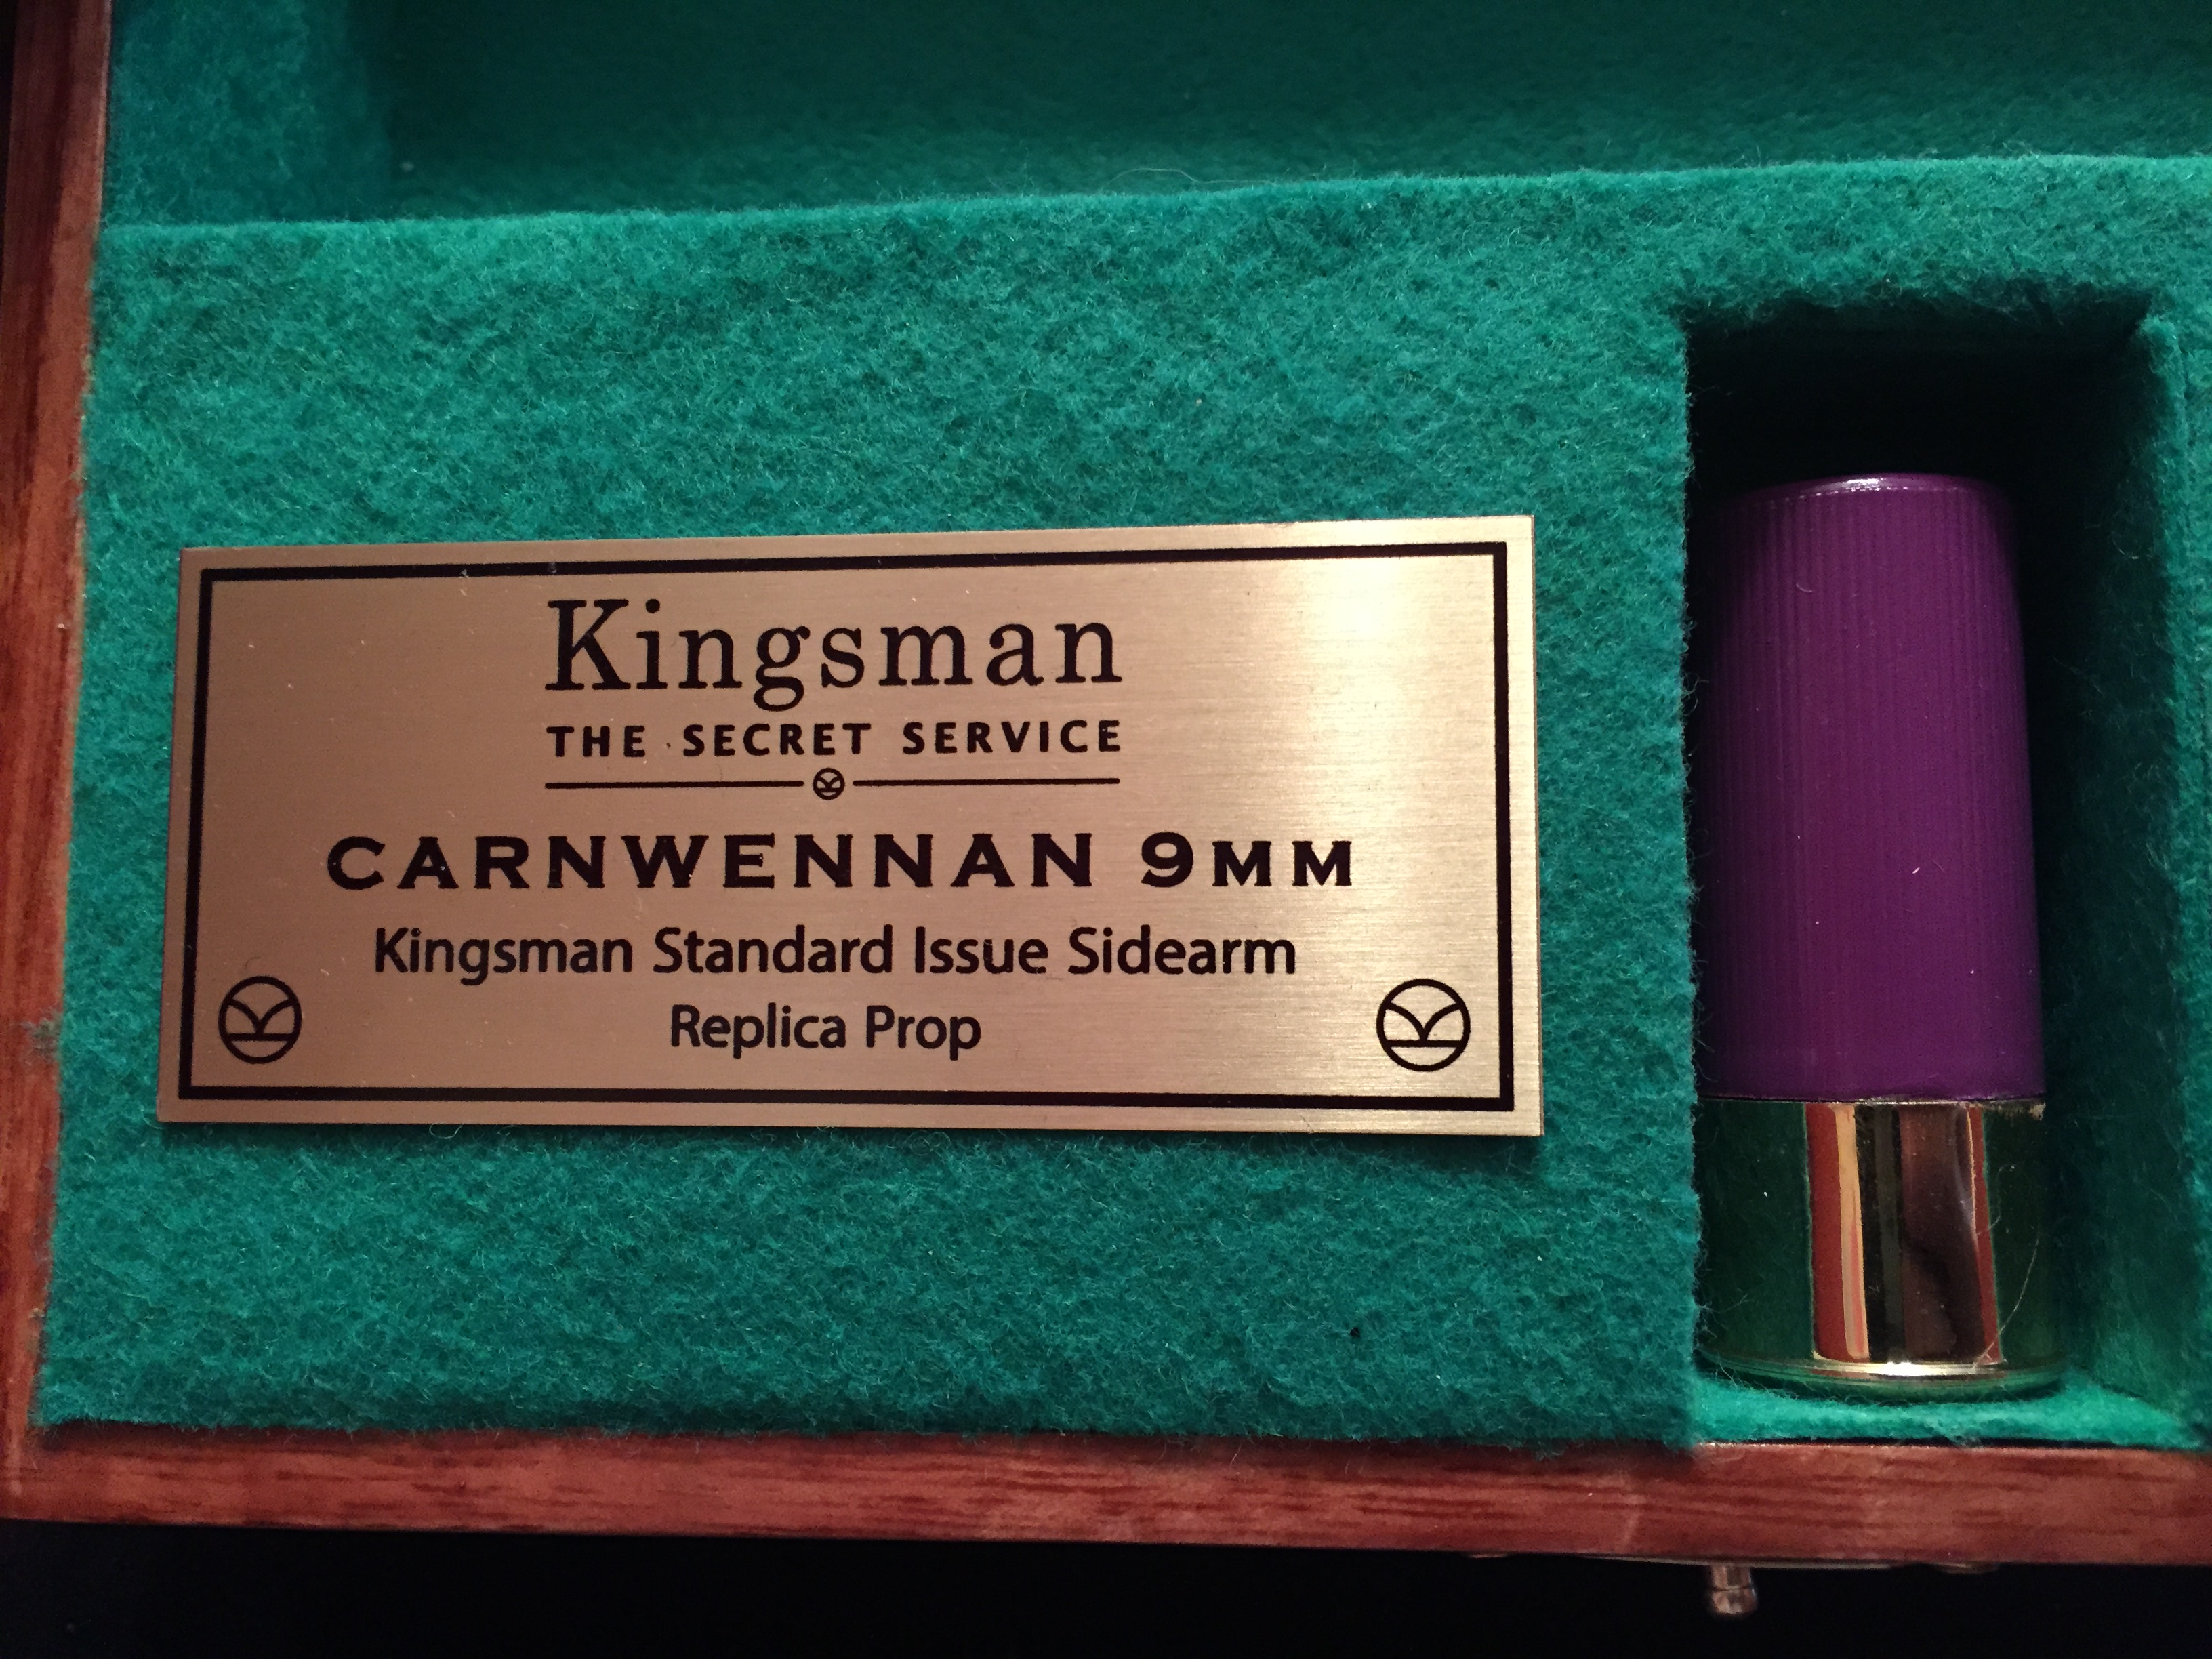 Kingsman
THE SECRET SERVICE
CARNWENNAN 9MM
Kingsman Standard Issue Sidearm
Replica Prop